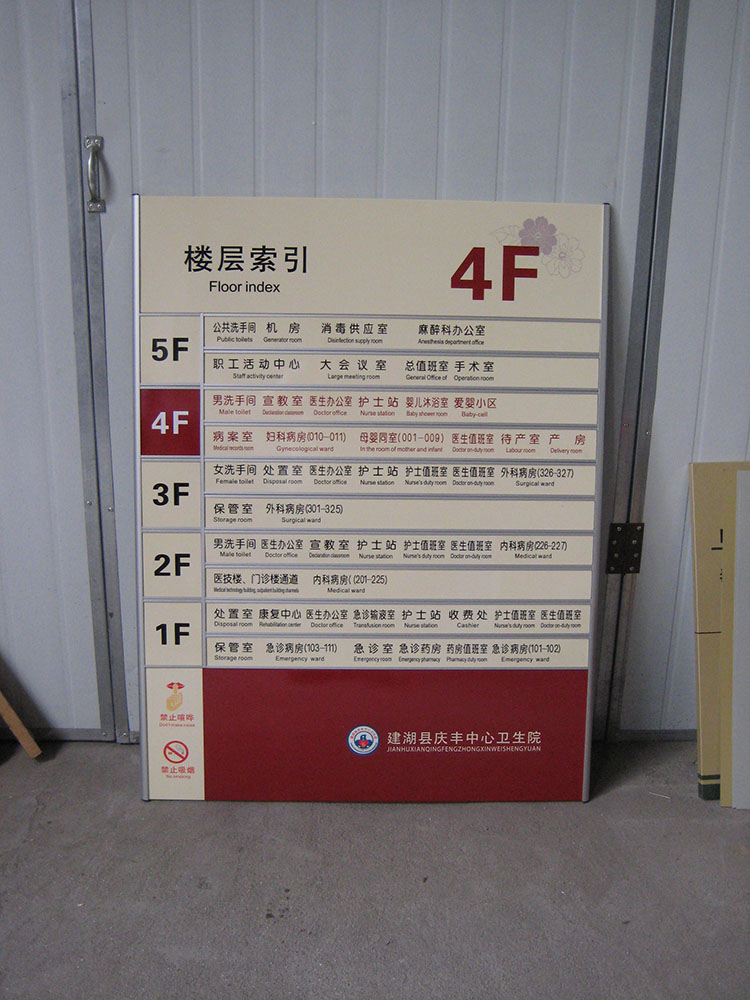 楼层索引
Floor index
4F
5F
公共洗手间 机房 消毒供应室 麻醉科办公室
Public toilets Generator room Disinfection supply room Anesthesia department office
职工活动中心 大会议室 总值班室 手术室
Staff activity center Large meeting room General Office of Operation room
4F
男洗手间 宣教室 医生办公室 护士站 婴儿沐浴室 爱婴小区
Male toilet Declaration classroom Doctor office Nurse station Baby shower room Baby-cell
病案室 妇科病房(010-011) 母婴同室(001-009) 医生值班室 待产室 产房
Medical records room Gynecological ward In the room of mother and infant Doctor on-duty room Labour room Delivery room
3F
女洗手间 处置室 医生办公室 护士站 护士值班室 医生值班室 外科病房(326-327)
Female toilet Disposal room Doctor office Nurse station Nurse's duty room Doctor on-duty room Surgical ward
保管室 外科病房(301-325)
Storage room Surgical ward
2F
男洗手间 医生办公室 宣教室 护士站 护士值班室 医生值班室 内科病房(226-227)
Male toilet Doctor office Declaration classroom Nurse station Nurse's duty room Doctor on-duty room Medical ward
医技楼、门诊楼通道 内科病房(201-225)
Medical technology building, outpatient building channels Medical ward
1F
处置室 康复中心 医生办公室 急诊输液室 护士站 收费处 护士值班室 医生值班室
Disposal room Rehabilitation center Doctor office Transfusion room Nurse station Cashier Nurse's duty room Doctor on-duty room
保管室 急诊病房(103-111) 急诊室 急诊药房 药房值班室 急诊病房(101-102)
Storage room Emergency ward Emergency room Emergency pharmacy Pharmacy duty room Emergency ward
禁止喧哗
禁止吸烟
No smoking
建湖县庆丰中心卫生院
JIANHUXIANQINGFENGZHONGXINWEISHENGYUAN